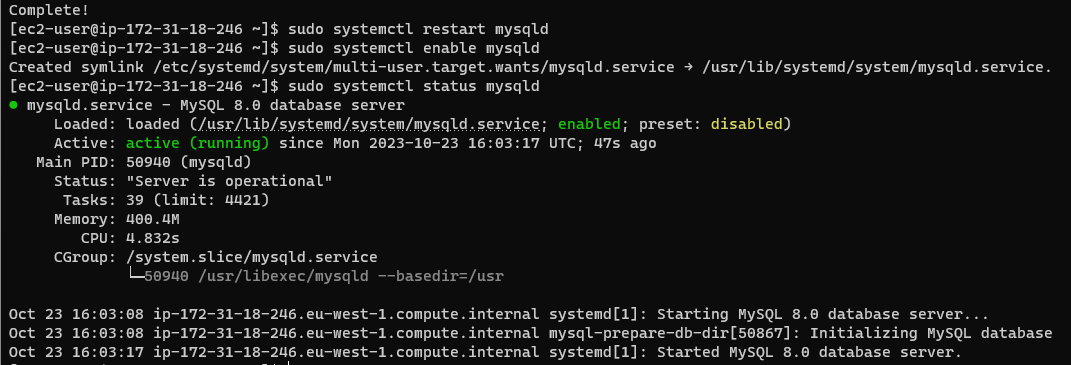 Complete!
[ec2-user@ip-172-31-18-246 ~]$ sudo systemctl restart mysqld
[ec2-user@ip-172-31-18-246 ~]$ sudo systemctl enable mysqld
Created symlink /etc/systemd/system/multi-user.target.wants/mysqld.service → /usr/lib/systemd/system/mysqld.service.
[ec2-user@ip-172-31-18-246 ~]$ sudo systemctl status mysqld
● mysqld.service - MySQL 8.0 database server
Loaded: loaded (/usr/lib/systemd/system/mysqld.service; enabled; preset: disabled)
Active: active (running) since Mon 2023-10-23 16:03:17 UTC; 47s ago
Main PID: 50940 (mysqld)
Status: "Server is operational"
Tasks: 39 (limit: 4421)
Memory: 400.4M
CPU: 4.832s
CGroup: /system.slice/mysqld.service
└─50940 /usr/libexec/mysqld --basedir=/usr
Oct 23 16:03:08 ip-172-31-18-246.eu-west-1.compute.internal systemd[1]: Starting MySQL 8.0 database server...
Oct 23 16:03:08 ip-172-31-18-246.eu-west-1.compute.internal mysql-prepare-db-dir[50867]: Initializing MySQL database
Oct 23 16:03:17 ip-172-31-18-246.eu-west-1.compute.internal systemd[1]: Started MySQL 8.0 database server.